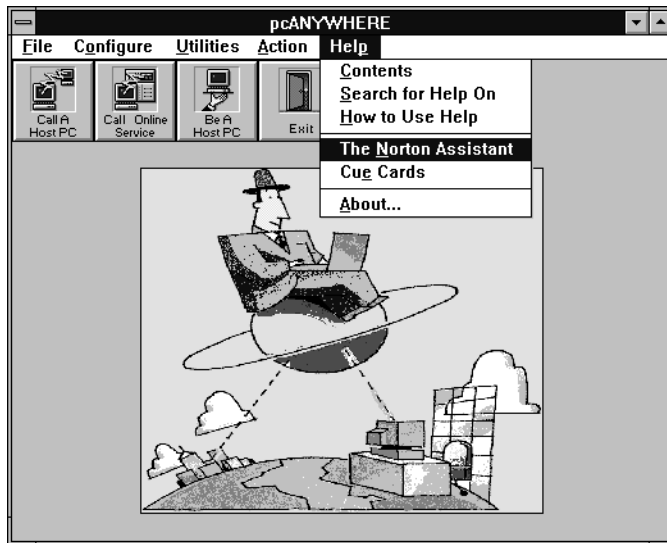 pcANYWHERE
File Configure Utilities Action Help
Call A
Host PC
Call Online
Service
Be A
Host PC
Exit
Contents
Search for Help On
How to Use Help
The Norton Assistant
Cue Cards
About...